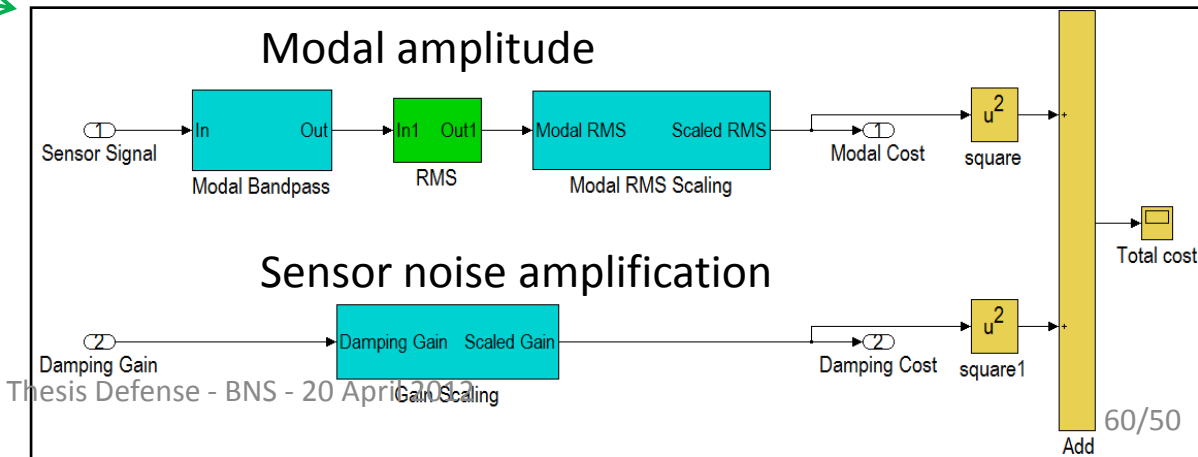 Modal amplitude
1
Sensor Signal
In Out
Modal Bandpass
In1 Out1
RMS
Modal RMS Scaled RMS
Modal RMS Scaling
1
Modal Cost
u2
square
+
Total cost
Sensor noise amplification
2
Damping Gain
Damping Gain Scaled Gain
Gain Scaling
2
Damping Cost
u2
square1
+
Add
Thesis Defense - BNS - 20 April 2012
60/50